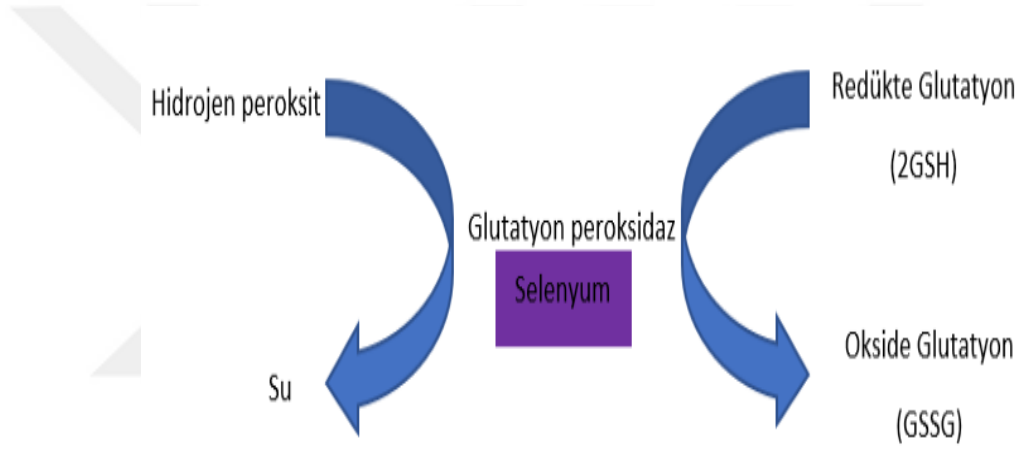 Hidrojen peroksit
Redükte Glutatyon
(2GSH)
Glutatyon peroksidaz
Selenyum
Su
Okside Glutatyon
(GSSG)